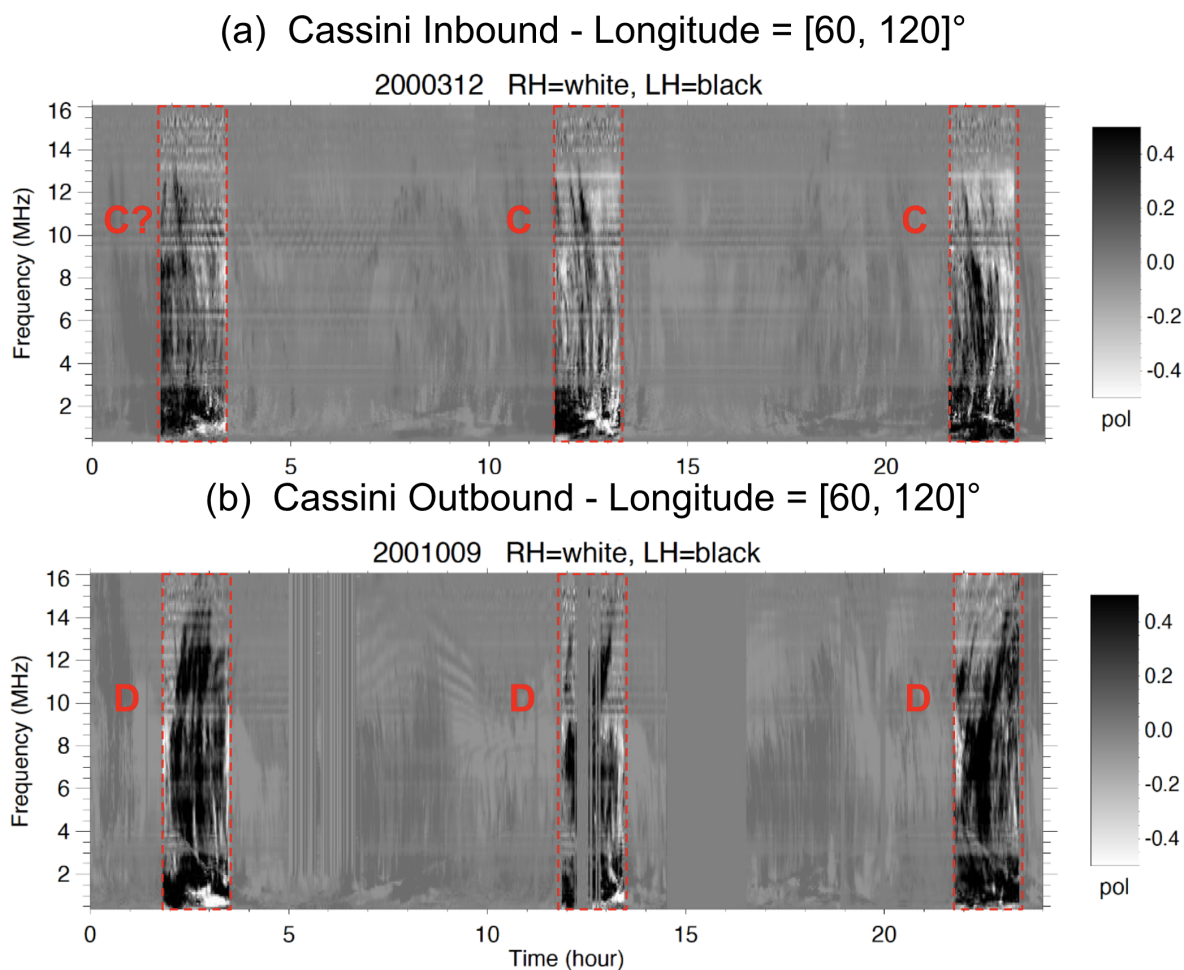 (a) Cassini Inbound - Longitude = [60, 120]°
2000312 RH=white, LH=black
Frequency (MHz)
16
14
12
10
8
6
4
2
C?
C
C
0 5 10 15 20
0.4
0.2
0.0
-0.2
-0.4
pol
(b) Cassini Outbound - Longitude = [60, 120]°
2001009 RH=white, LH=black
Frequency (MHz)
16
14
12
10
8
6
4
2
D
D
D
0 5 10 15 20
Time (hour)
0.4
0.2
0.0
-0.2
-0.4
pol